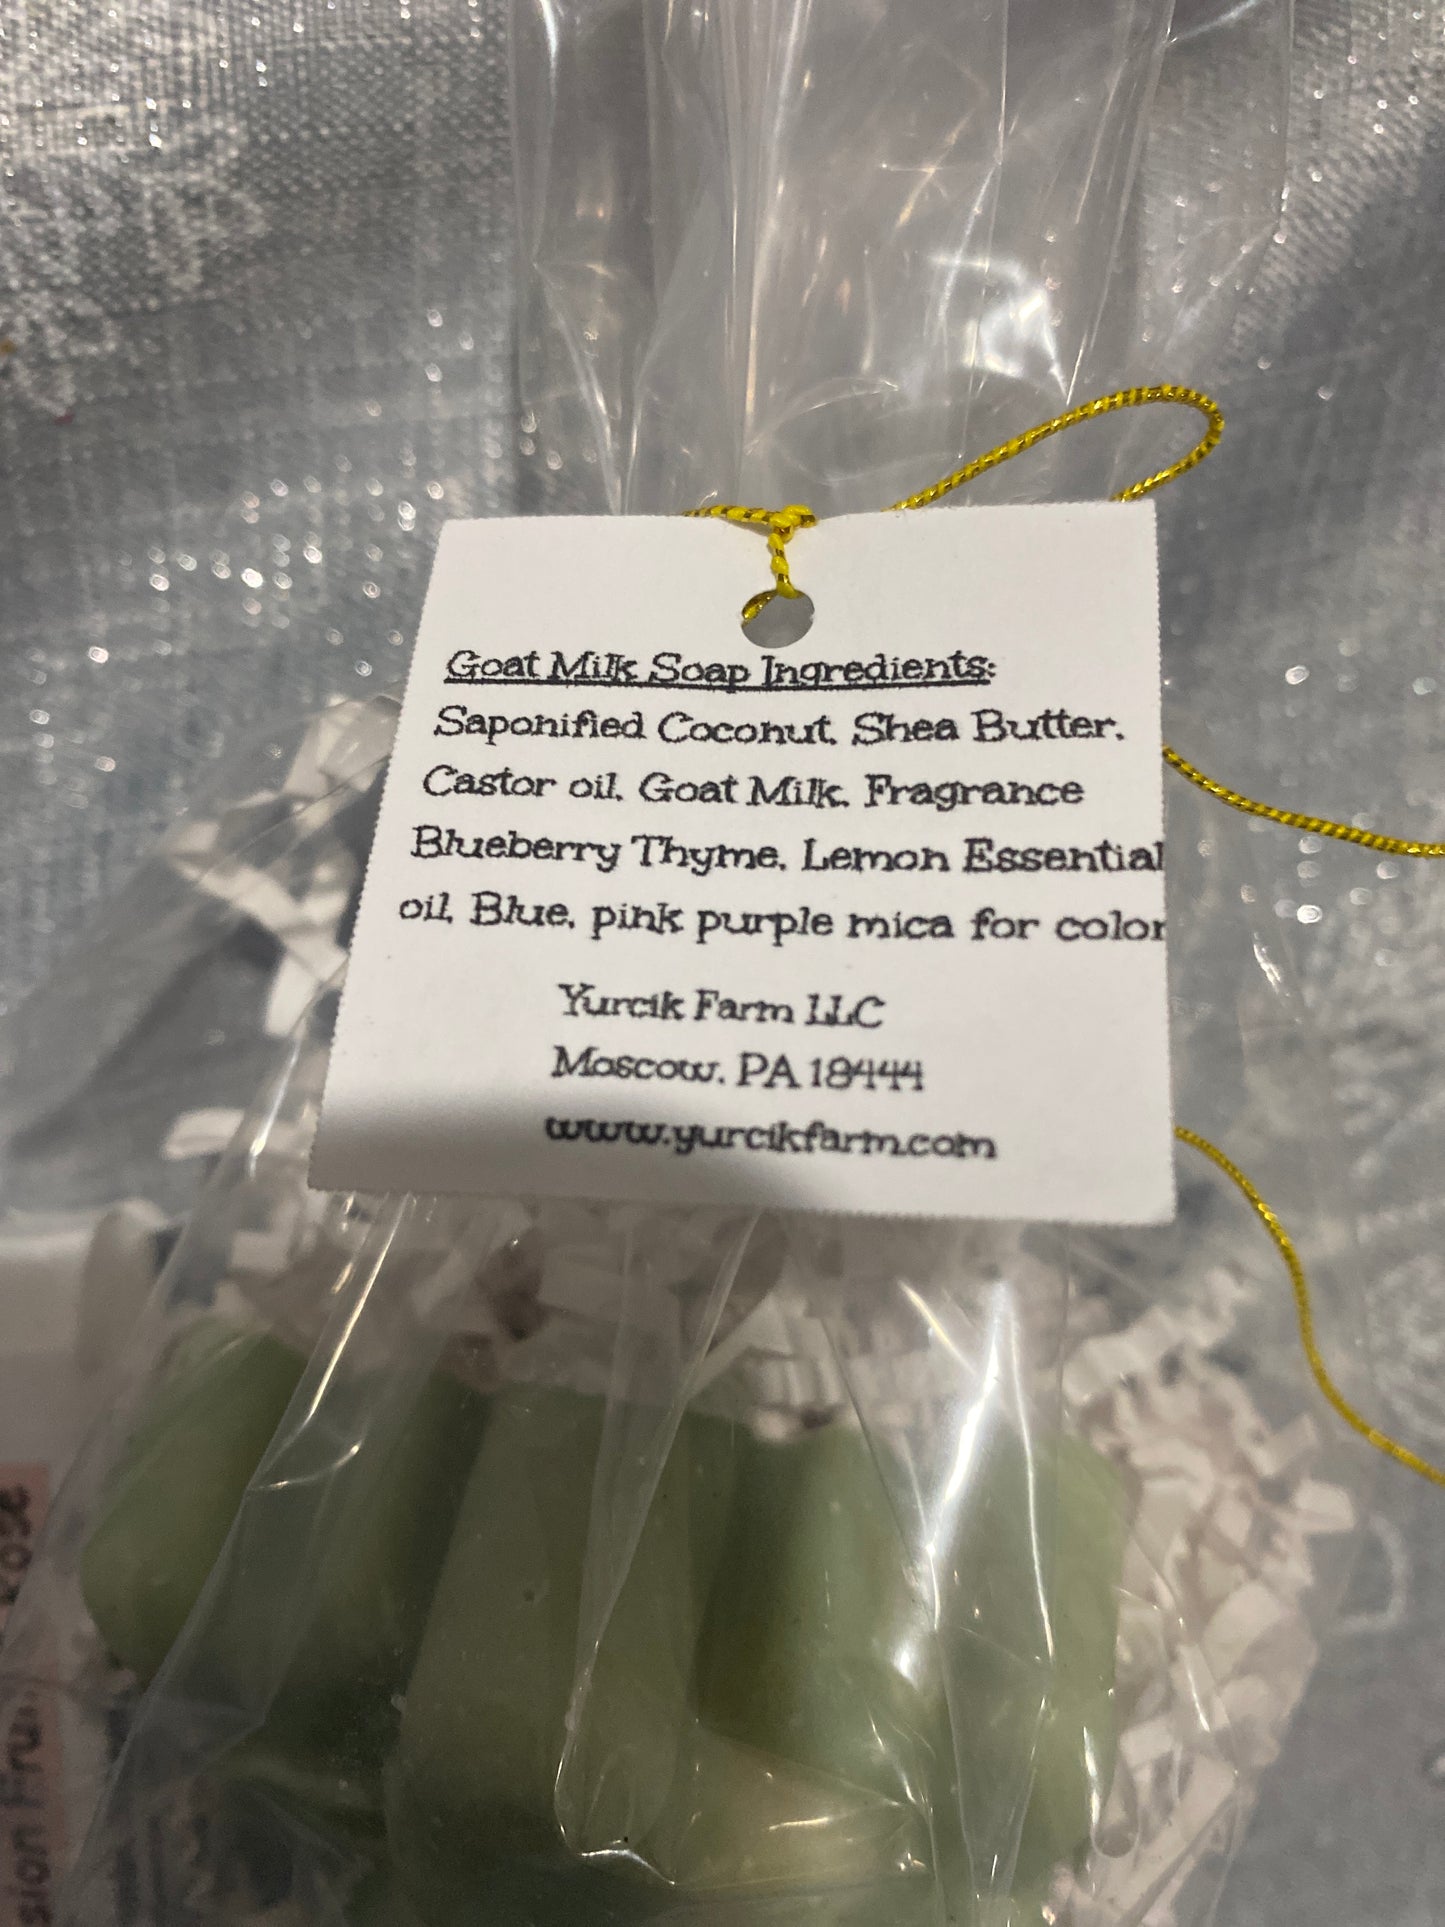 Goat Milk Soap Ingredients:
Saponified Coconut, Shea Butter,
Castor oil, Goat Milk, Fragrance
Blueberry Thyme, Lemon Essential
oil, Blue, pink purple mica for color
Yurcik Farm LLC
Moscow, PA 18444
www.yurcikfarm.com
rose